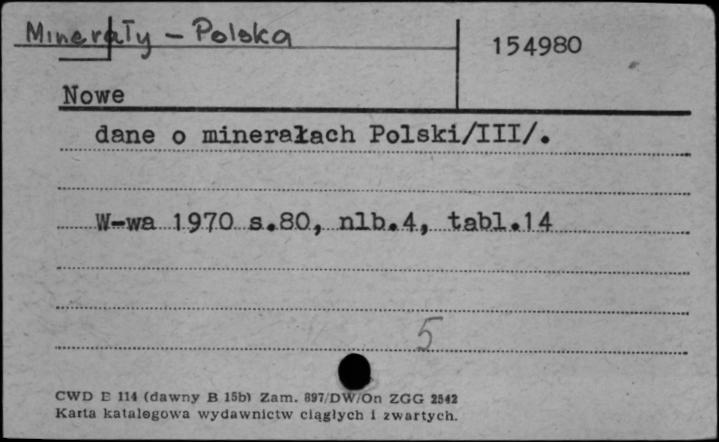 Minerały - Polska
154980
Nowe
dane o minerałach Polski/III/.
W-wa 1970 s.80, nlb.4, tabl.14
5
CWD E 114 (dawny B 15b) Zam. 897/DW/On ZGG 2542
Karta katalogowa wydawnictw ciągłych i zwartych.